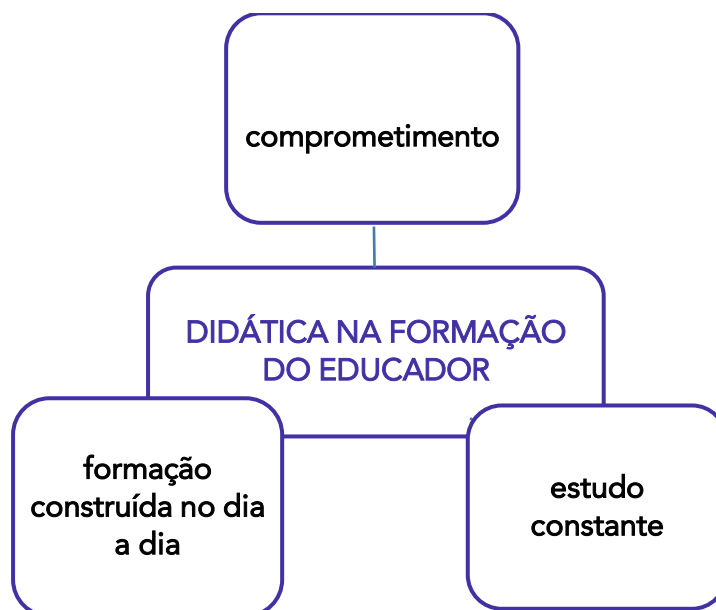 comprometimento
DIDÁTICA NA FORMAÇÃO
DO EDUCADOR
formação
construída no dia
a dia
estudo
constante